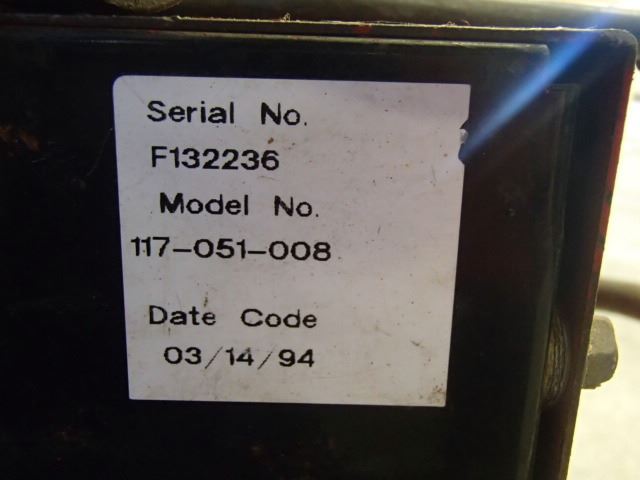 Serial No.
F132236
Model No.
117-051-008
Date Code
03/14/94